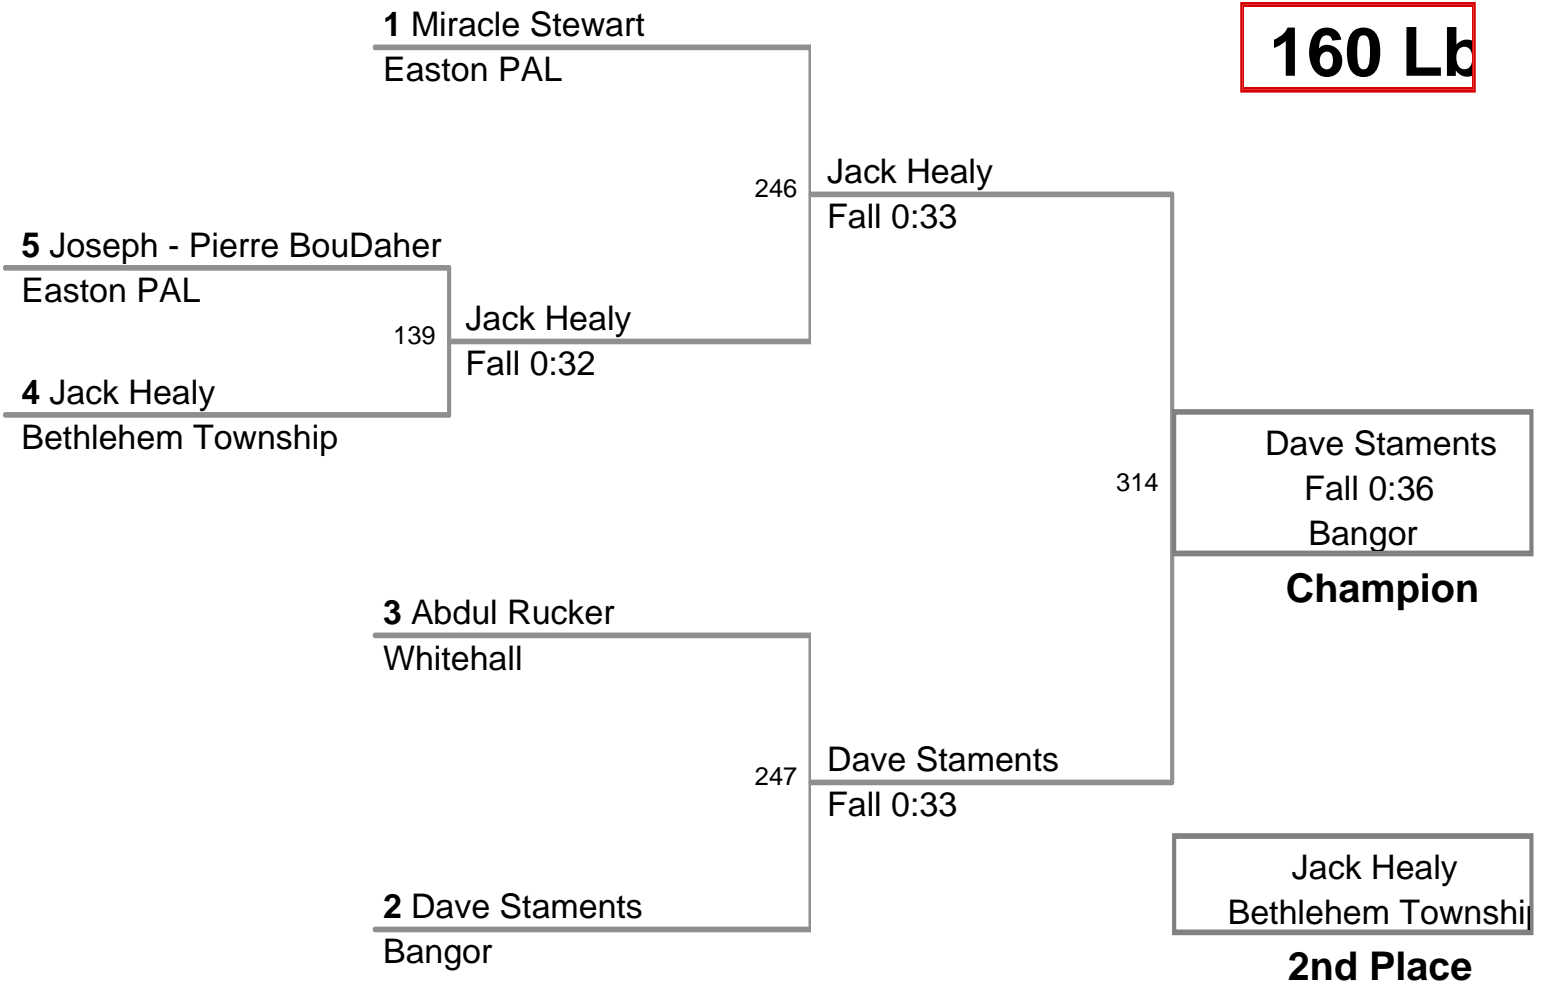 1 Miracle Stewart
Easton PAL
160 Lb
246
Jack Healy
Fall 0:33
5 Joseph - Pierre BouDaher
Easton PAL
139
Jack Healy
Fall 0:32
4 Jack Healy
Bethlehem Township
314
Dave Staments
Fall 0:36
Bangor
Champion
3 Abdul Rucker
Whitehall
247
Dave Staments
Fall 0:33
2 Dave Staments
Bangor
Jack Healy
Bethlehem Township
2nd Place